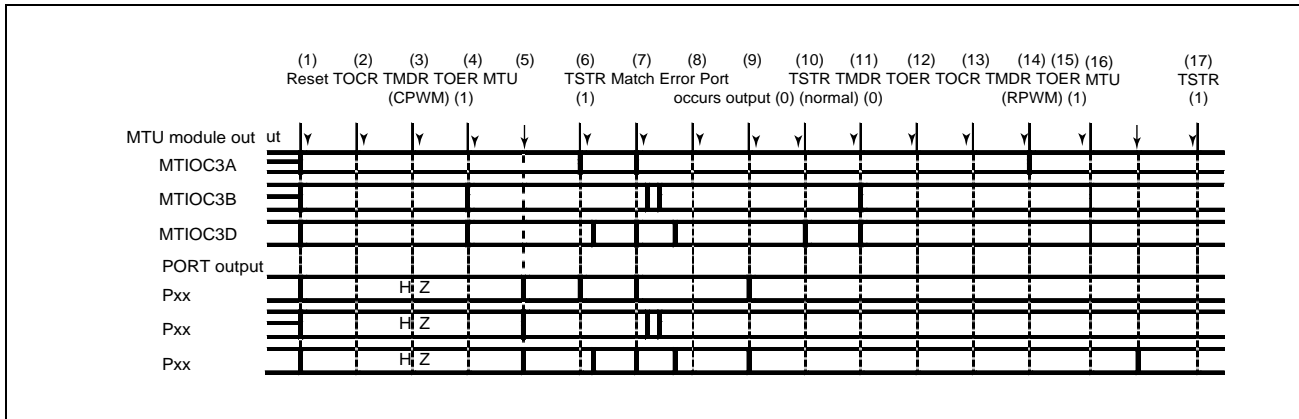 (1) (2) (3) (4) (5) (6) (7) (8) (9) (10) (11) (12) (13) (14) (15) (16) (17)
Reset TOCR TMDR TOER MTU TSTR Match Error Port TSTR TMDR TOER TOCR TMDR TOER MTU TSTR
(CPWM) (1) (1) occurs output (0) (normal) (0) (RPWM) (1) (1)
MTU module out ut
MTIOC3A
MTIOC3B
MTIOC3D
PORT output
Pxx H Z
Pxx H Z
Pxx H Z